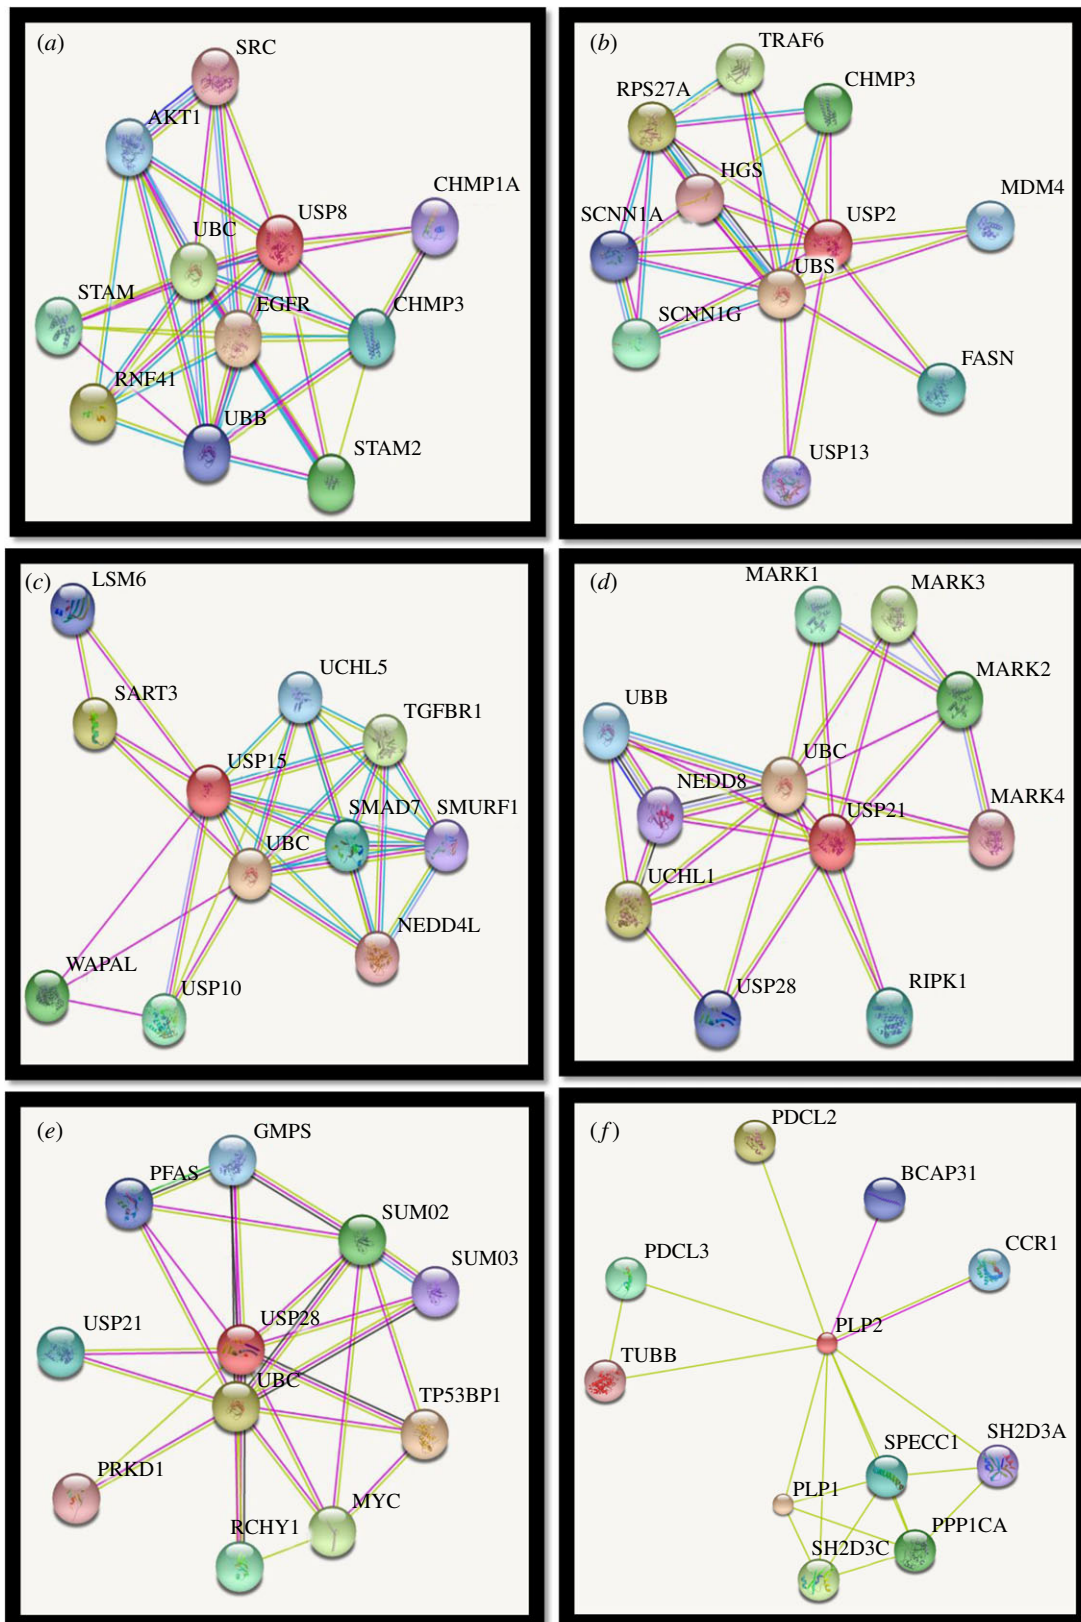 (a)
SRC
AKT1
CHMP1A
USP8
UBC
STAM
EGFR
CHMP3
RNF41
UBB
STAM2
(b)
TRAF6
CHMP3
RPS27A
HGS
MDM4
SCNN1A
USP2
UBS
SCNN1G
FASN
USP13
(c)
LSM6
UCHL5
SART3
TGFBR1
USP15
SMAD7
SMURF1
UBC
NEDD4L
WAPAL
USP10
(d)
MARK1
MARK3
MARK2
UBB
UBC
NEDD8
MARK4
USP21
UCHL1
USP28
RIPK1
(e)
GMPS
PFAS
SUM02
SUM03
USP21
USP28
UBC
TP53BP1
PRKD1
MYC
RCHY1
(f)
PDCL2
BCAP31
PDCL3
CCR1
PLP2
TUBB
SPECC1
SH2D3A
PLP1
PPP1CA
SH2D3C